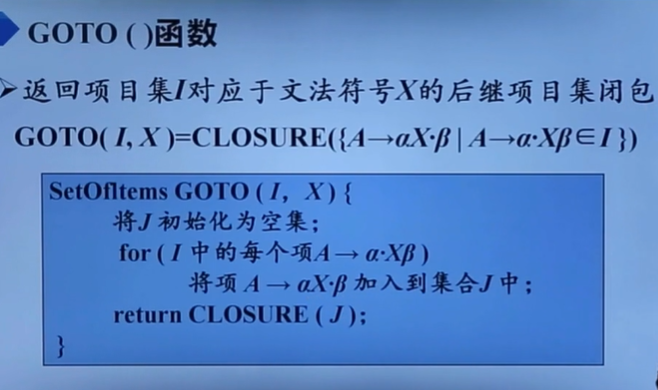 GOTO ( )函数
返回项目集I对应于文法符号X的后继项目集闭包
GOTO( I, X )=CLOSURE({A→αX·β | A→α·Xβ∈I })
SetOfItems GOTO ( I, X ) {
将J 初始化为空集;
for ( I 中的每个项A → α·Xβ )
将项 A → αX·β 加入到集合J 中;
return CLOSURE ( J );
}